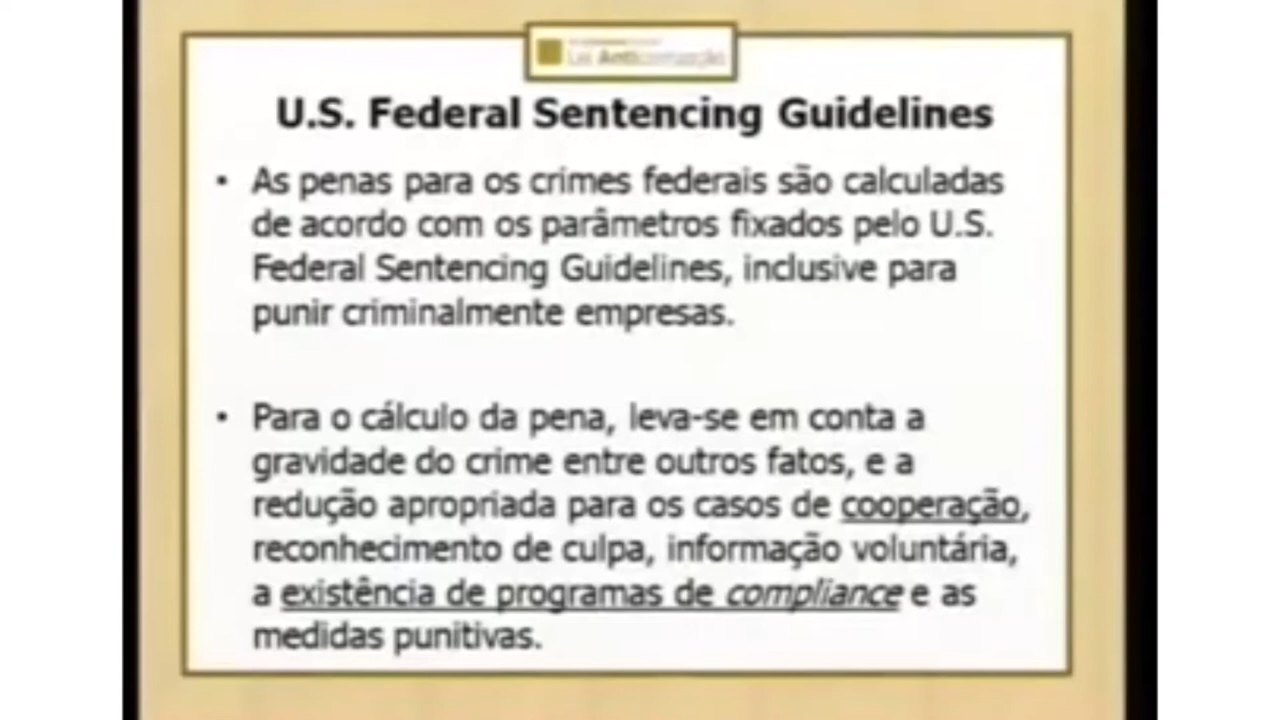 Lei Anticorrupção
U.S. Federal Sentencing Guidelines
• As penas para os crimes federais são calculadas
de acordo com os parâmetros fixados pelo U.S.
Federal Sentencing Guidelines, inclusive para
punir criminalmente empresas.
• Para o cálculo da pena, leva-se em conta a
gravidade do crime entre outros fatos, e a
redução apropriada para os casos de cooperação,
reconhecimento de culpa, informação voluntária,
a existência de programas de compliance e as
medidas punitivas.